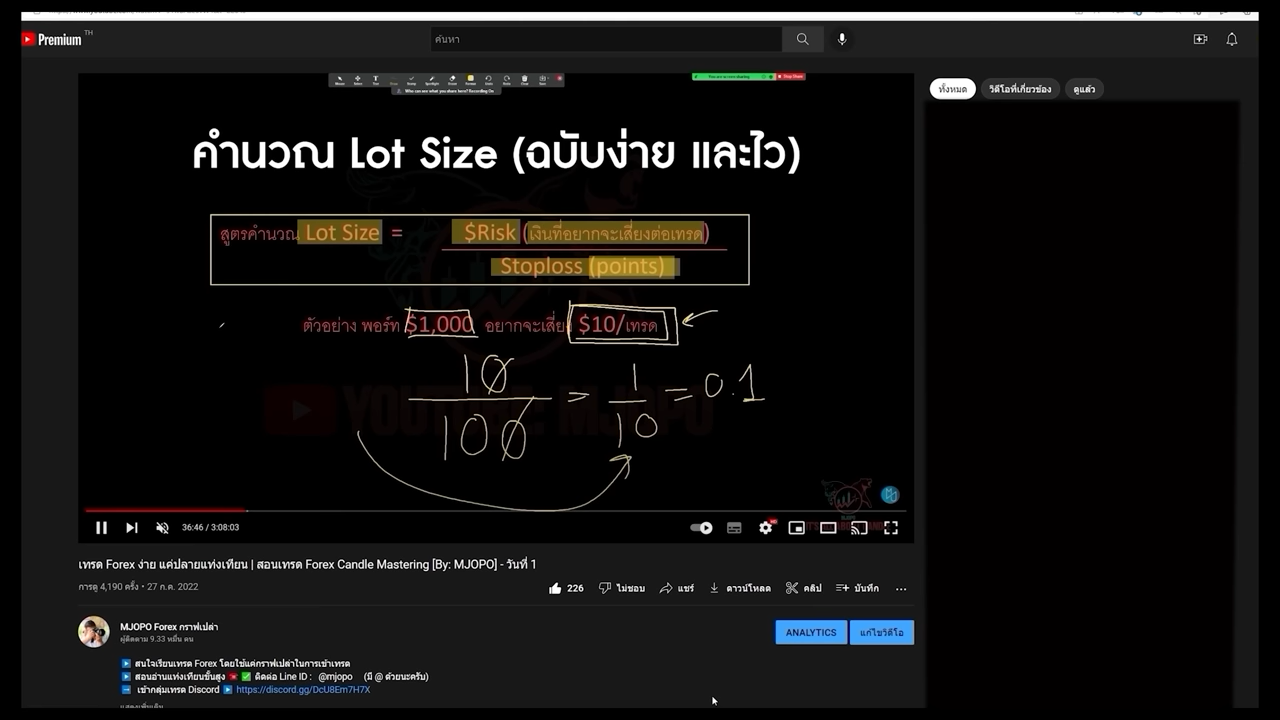 Premium TH
ค้นหา
ทั้งหมด
วิดีโอที่เกี่ยวข้อง
ดูแล้ว
Who can see what you share here? Recording On
คำนวณ Lot Size (ฉบับง่าย และไว)
สูตรคำนวณ Lot Size = $Risk (เงินที่อยากจะเสี่ยงต่อเทรด)
Stoploss (points)
ตัวอย่าง พอร์ท $1,000 อยากจะเสี่ยง $10/เทรด
10 / 100 = 1 / 10 = 0.1
YOUTUBE: MJOPO
36:46 / 3:08:03
เทรด Forex ง่าย แค่ปลายแท่งเทียน | สอนเทรด Forex Candle Mastering [By: MJOPO] - วันที่ 1
การดู 4,190 ครั้ง • 27 ก.ค. 2022
226
ไม่ชอบ
แชร์
ดาวน์โหลด
คลิป
บันทึก
MJOPO Forex กราฟเปล่า
ผู้ติดตาม 9.33 หมื่น คน
ANALYTICS
แก้ไขวิดีโอ
สนใจเรียนเทรด Forex โดยใช้แค่กราฟเปล่าในการเข้าเทรด
สอนอ่านแท่งเทียนขั้นสูง ติดต่อ Line ID : @mjopo (มี @ ด้วยนะครับ)
เข้ากลุ่มเทรด Discord https://discord.gg/DcU8Em7H7X